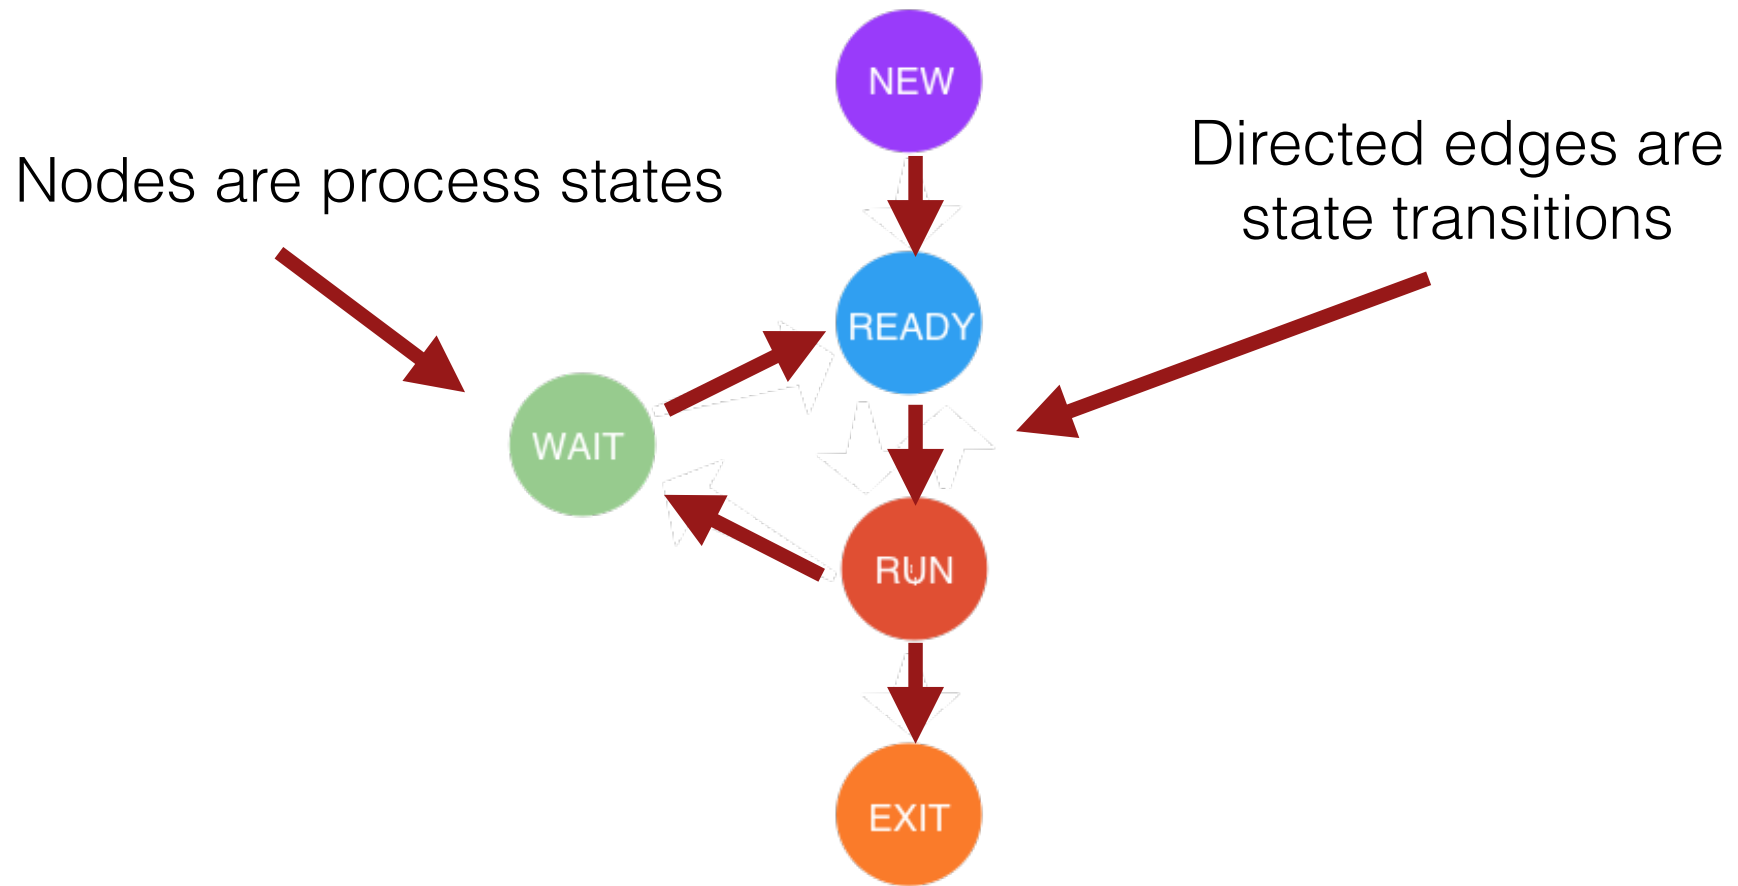 NEW
Nodes are process states
Directed edges are
state transitions
READY
WAIT
RUN
EXIT